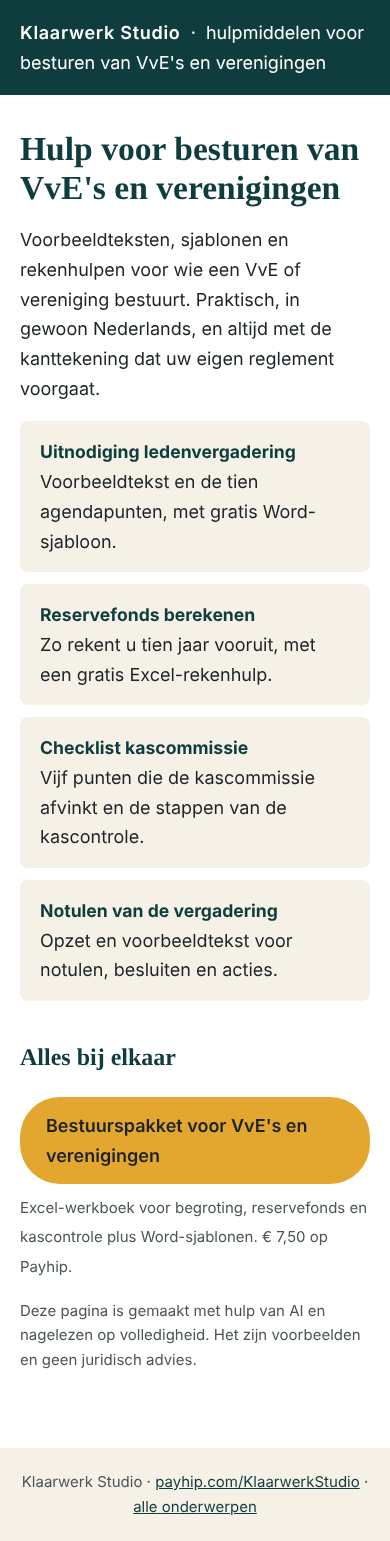 Klaarwerk Studio · hulpmiddelen voor
besturen van VvE's en verenigingen
Hulp voor besturen van
VvE's en verenigingen
Voorbeeldteksten, sjablonen en
rekenhulpen voor wie een VvE of
vereniging bestuurt. Praktisch, in
gewoon Nederlands, en altijd met de
kanttekening dat uw eigen reglement
voorgaat.
Uitnodiging ledenvergadering
Voorbeeldtekst en de tien
agendapunten, met gratis Word-
sjabloon.
Reservefonds berekenen
Zo rekent u tien jaar vooruit, met
een gratis Excel-rekenhulp.
Checklist kascommissie
Vijf punten die de kascommissie
afvinkt en de stappen van de
kascontrole.
Notulen van de vergadering
Opzet en voorbeeldtekst voor
notulen, besluiten en acties.
Alles bij elkaar
Bestuurspakket voor VvE's en
verenigingen
Excel-werkboek voor begroting, reservefonds en
kascontrole plus Word-sjablonen. € 7,50 op
Payhip.
Deze pagina is gemaakt met hulp van AI en
nagelezen op volledigheid. Het zijn voorbeelden
en geen juridisch advies.
Klaarwerk Studio · payhip.com/KlaarwerkStudio ·
alle onderwerpen